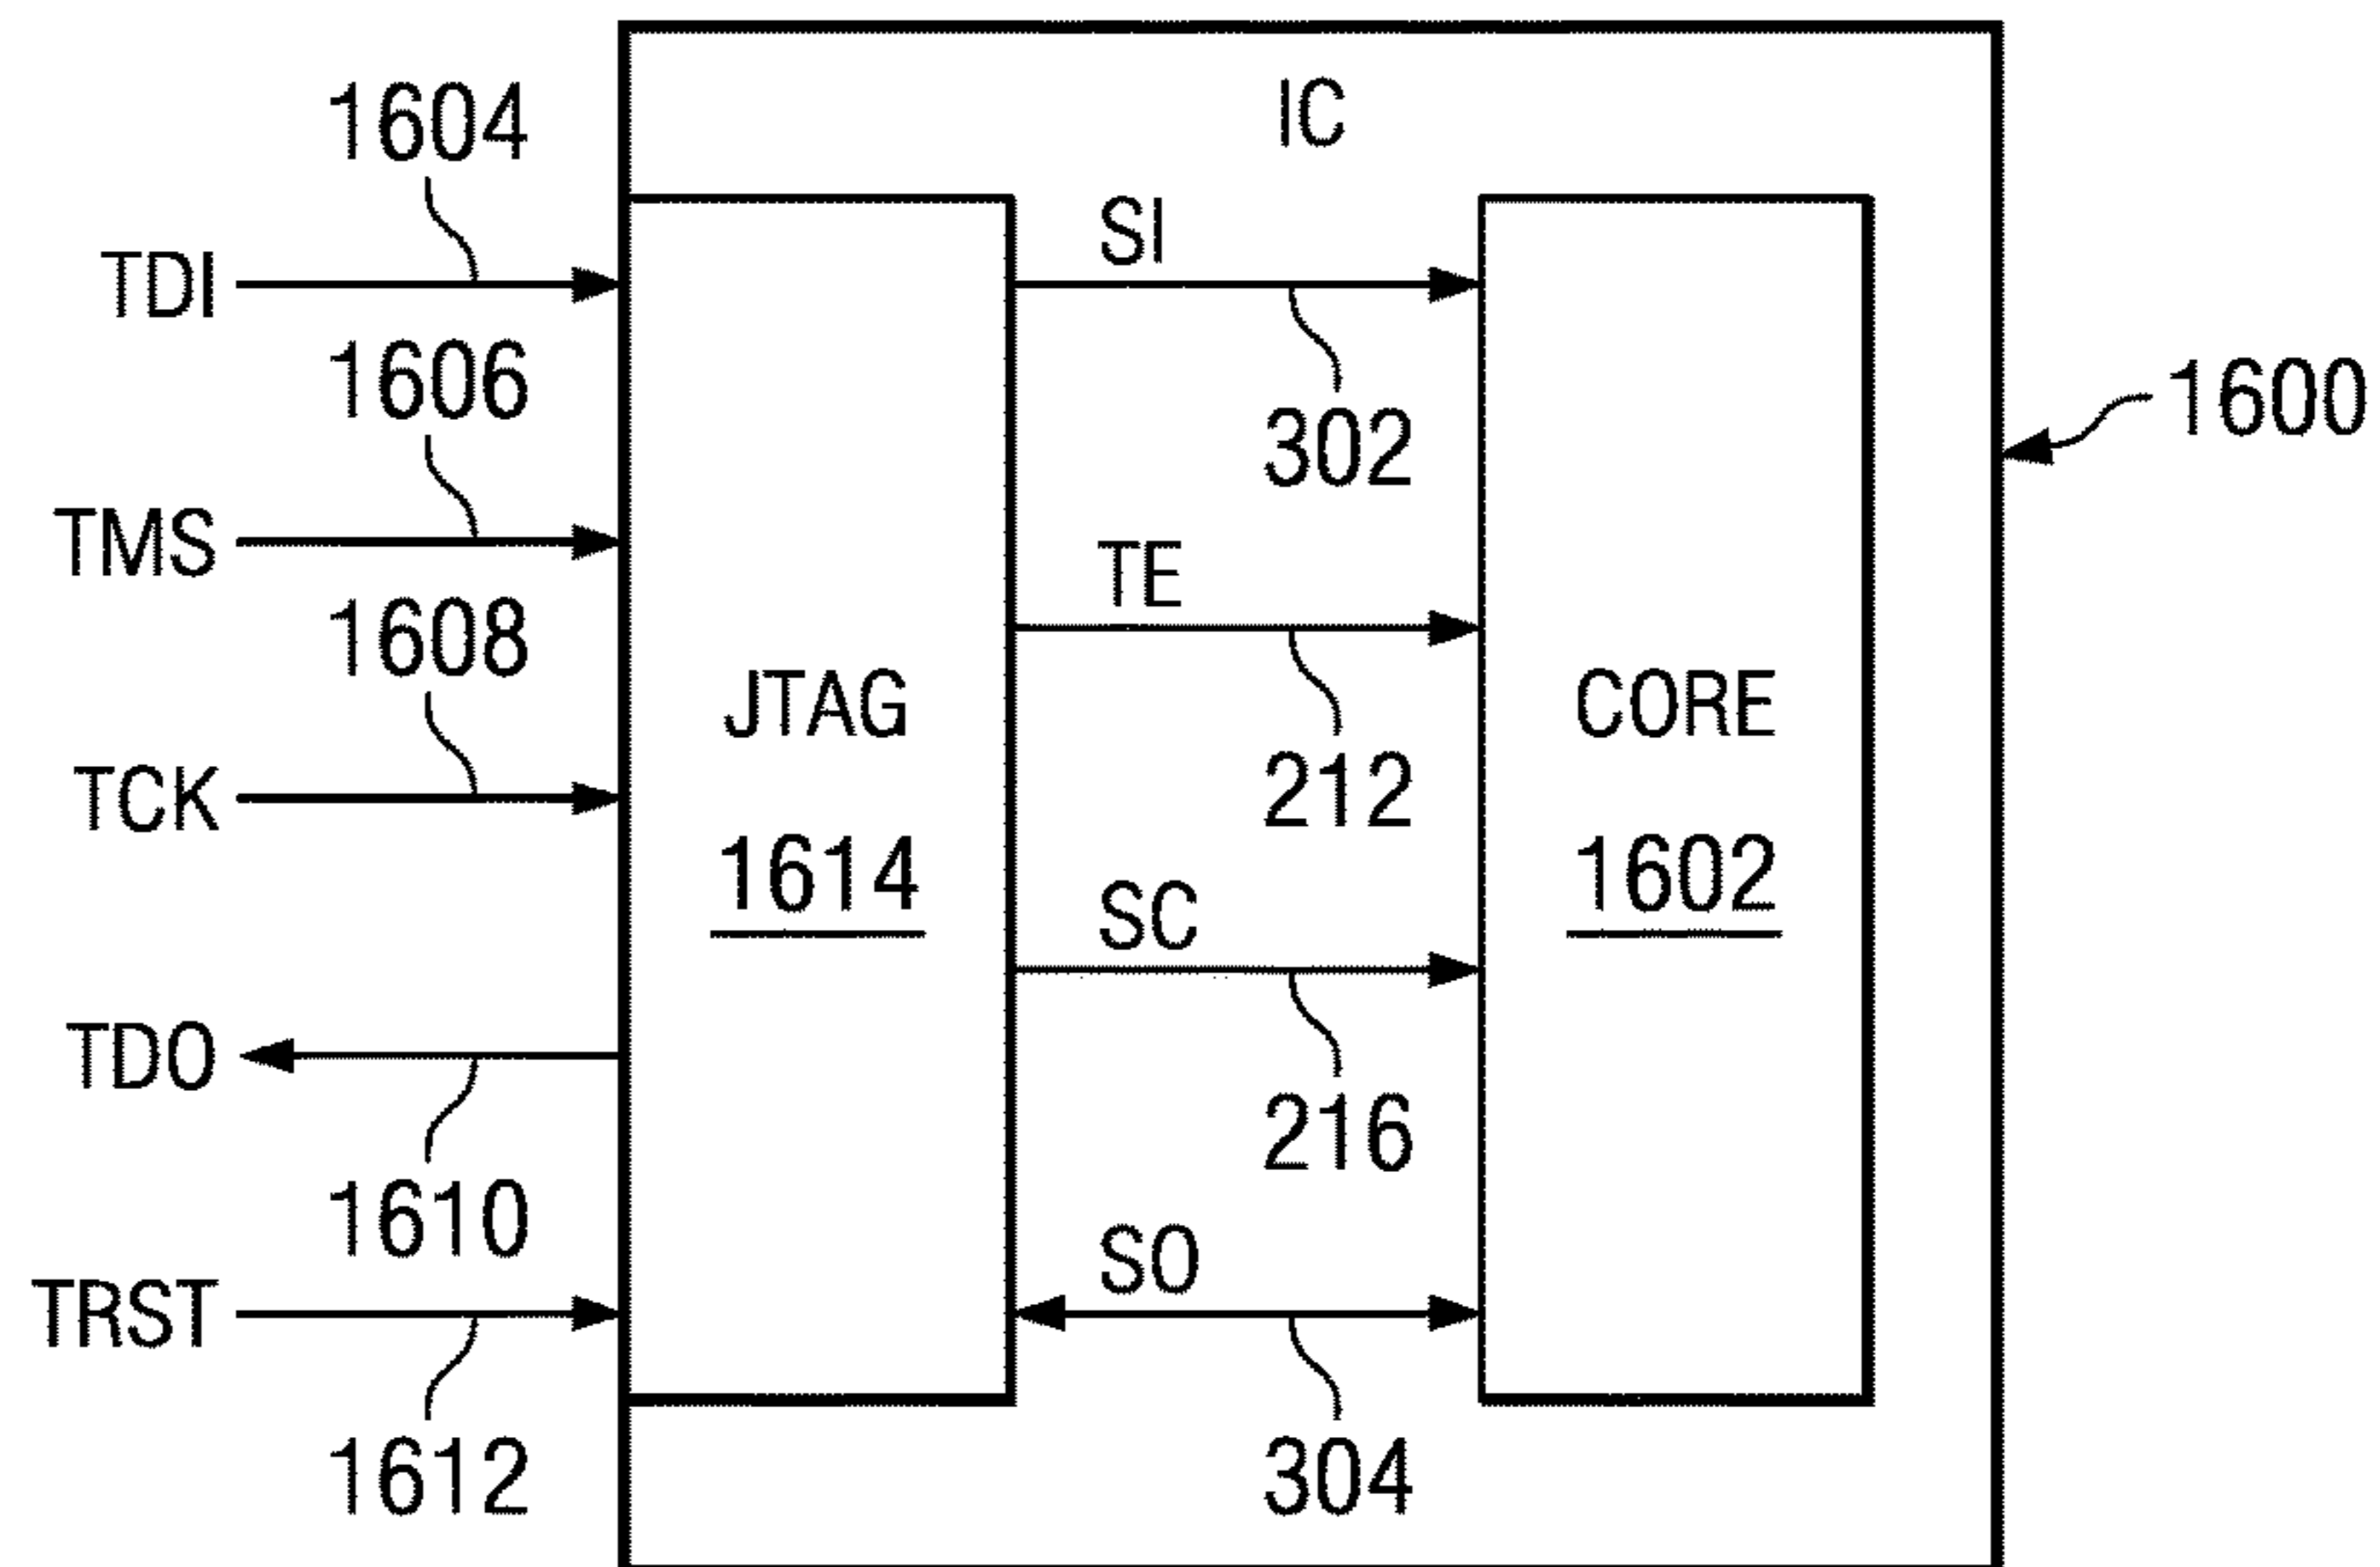 IC
1604
SI
TDI
1606
302
1600
TMS
TE
1608
JTAG
CORE
TCK
212
1614
1602
SC
TDO
216
1610
SO
TRST
1612
304